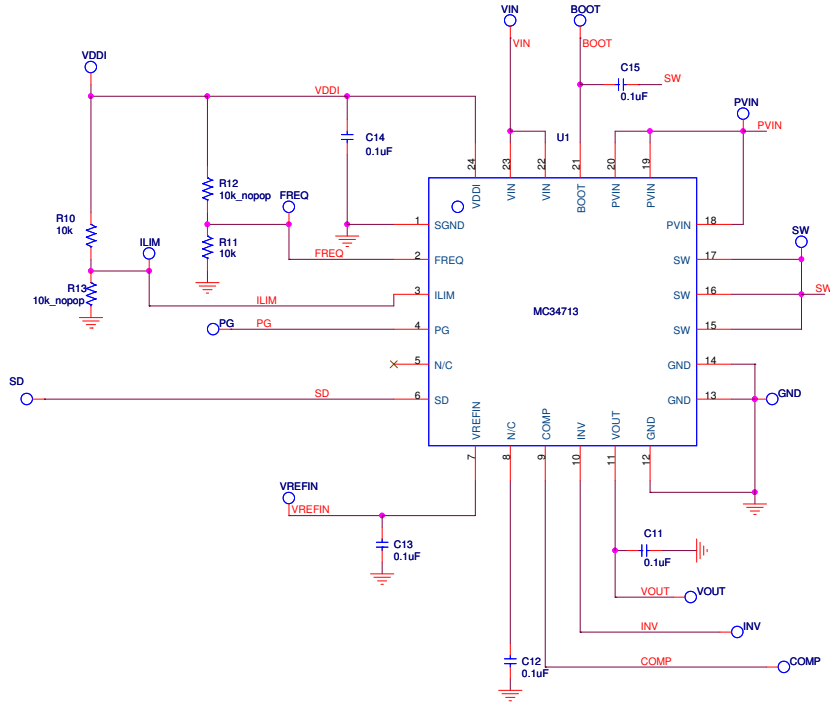 VIN
BOOT
VIN
BOOT
VDDI
C15
SW
0.1uF
VDDI
PVIN
PVIN
U1
C14
0.1uF
24
23
22
21
20
19
VDDI
VIN
VIN
BOOT
PVIN
PVIN
R12
10k_nopop
FREQ
R10
10k
1
SGND
PVIN
18
ILIM
R11
10k
SW
FREQ
2
FREQ
SW
17
R13
10k_nopop
ILIM
3
ILIM
SW
16
SW
MC34713
PG
PG
4
PG
SW
15
5
N/C
GND
14
SD
SD
6
SD
GND
13
GND
VREFIN
N/C
COMP
INV
VOUT
GND
7
8
9
10
11
12
VREFIN
VREFIN
C13
0.1uF
C11
0.1uF
VOUT
VOUT
INV
INV
C12
0.1uF
COMP
COMP